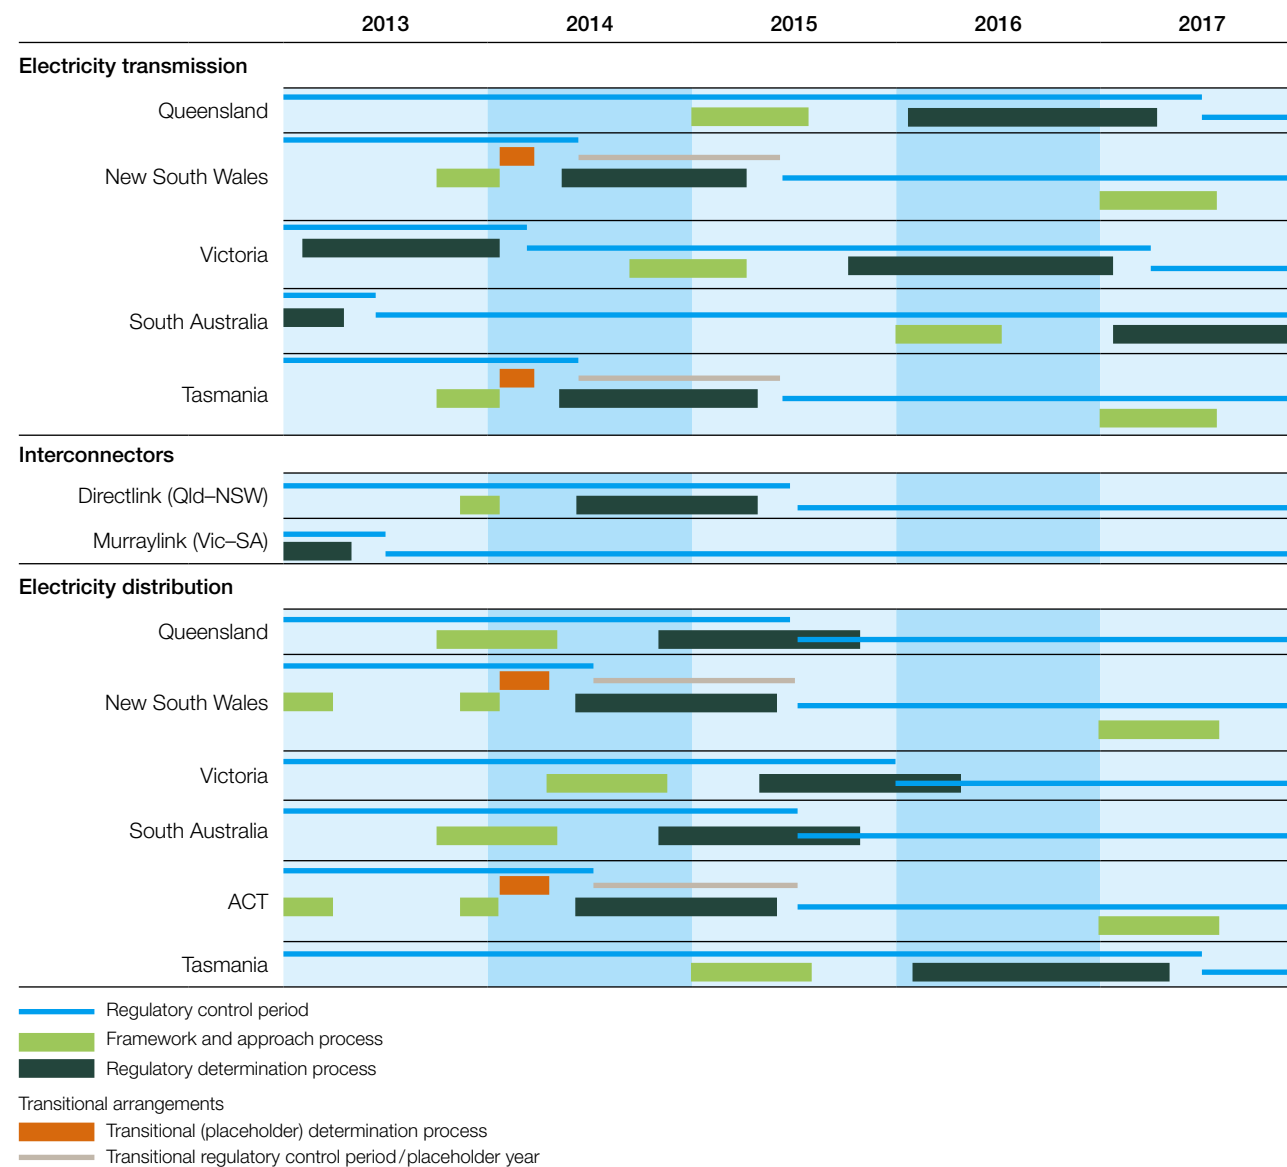 2013 2014 2015 2016 2017
Electricity transmission
Queensland
New South Wales
Victoria
South Australia
Tasmania
Interconnectors
Directlink (Qld–NSW)
Murraylink (Vic–SA)
Electricity distribution
Queensland
New South Wales
Victoria
South Australia
ACT
Tasmania
Regulatory control period
Framework and approach process
Regulatory determination process
Transitional arrangements
Transitional (placeholder) determination process
Transitional regulatory control period/placeholder year